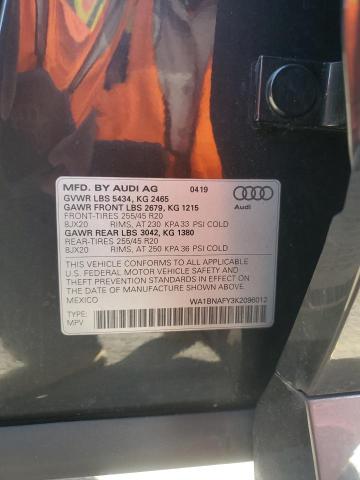 MFD. BY AUDI AG 0419
GVWR LBS 5434, KG 2465
GAWR FRONT LBS 2679, KG 1215
FRONT-TIRES 255/45 R20
8JX20 RIMS, AT 230 KPA 33 PSI COLD
GAWR REAR LBS 3042, KG 1380
REAR-TIRES 255/45 R20
8JX20 RIMS, AT 250 KPA 36 PSI COLD
Audi
THIS VEHICLE CONFORMS TO ALL APPLICABLE
U.S. FEDERAL MOTOR VEHICLE SAFETY AND
THEFT PREVENTION STANDARDS IN EFFECT ON THE
DATE OF MANUFACTURE SHOWN ABOVE.
MEXICO WA1BNAFY3K2096012
TYPE:
MPV